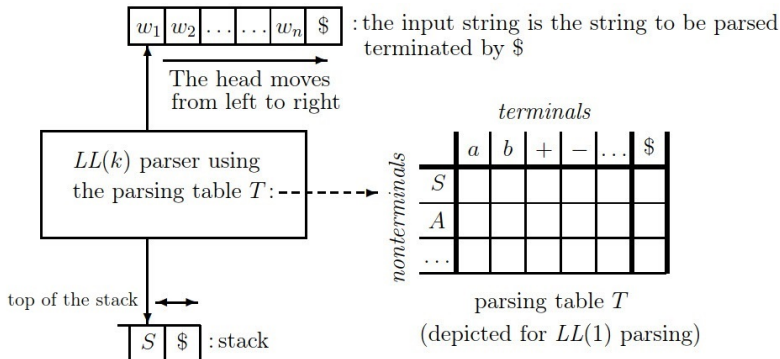 w₁ w₂ ... ... wₙ $ : the input string is the string to be parsed
terminated by $
The head moves
from left to right
LL(k) parser using
the parsing table T:
terminals
a b + − ... $
nonterminals
S
A
...
parsing table T
(depicted for LL(1) parsing)
top of the stack
S $ : stack